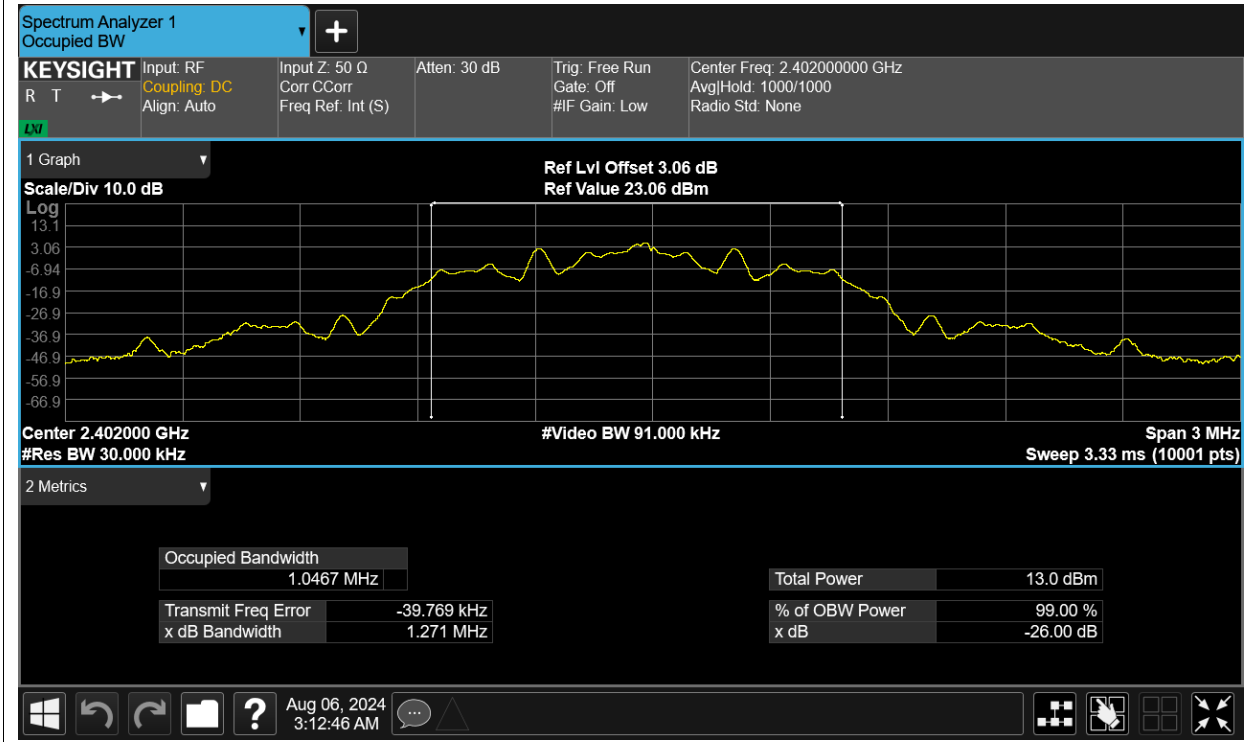 Spectrum Analyzer 1
Occupied BW
KEYSIGHT
R T
LXI
Input: RF
Coupling: DC
Align: Auto
Input Z: 50 Ω
Corr CCorr
Freq Ref: Int (S)
Atten: 30 dB
Trig: Free Run
Gate: Off
#IF Gain: Low
Center Freq: 2.402000000 GHz
Avg|Hold: 1000/1000
Radio Std: None
1 Graph
Scale/Div 10.0 dB
Ref Lvl Offset 3.06 dB
Ref Value 23.06 dBm
Log
13.1
3.06
-6.94
-16.9
-26.9
-36.9
-46.9
-56.9
-66.9
Center 2.402000 GHz
#Video BW 91.000 kHz
Span 3 MHz
#Res BW 30.000 kHz
Sweep 3.33 ms (10001 pts)
2 Metrics
Occupied Bandwidth
1.0467 MHz
Total Power 13.0 dBm
Transmit Freq Error -39.769 kHz
% of OBW Power 99.00 %
x dB Bandwidth 1.271 MHz
x dB -26.00 dB
?
Aug 06, 2024
3:12:46 AM